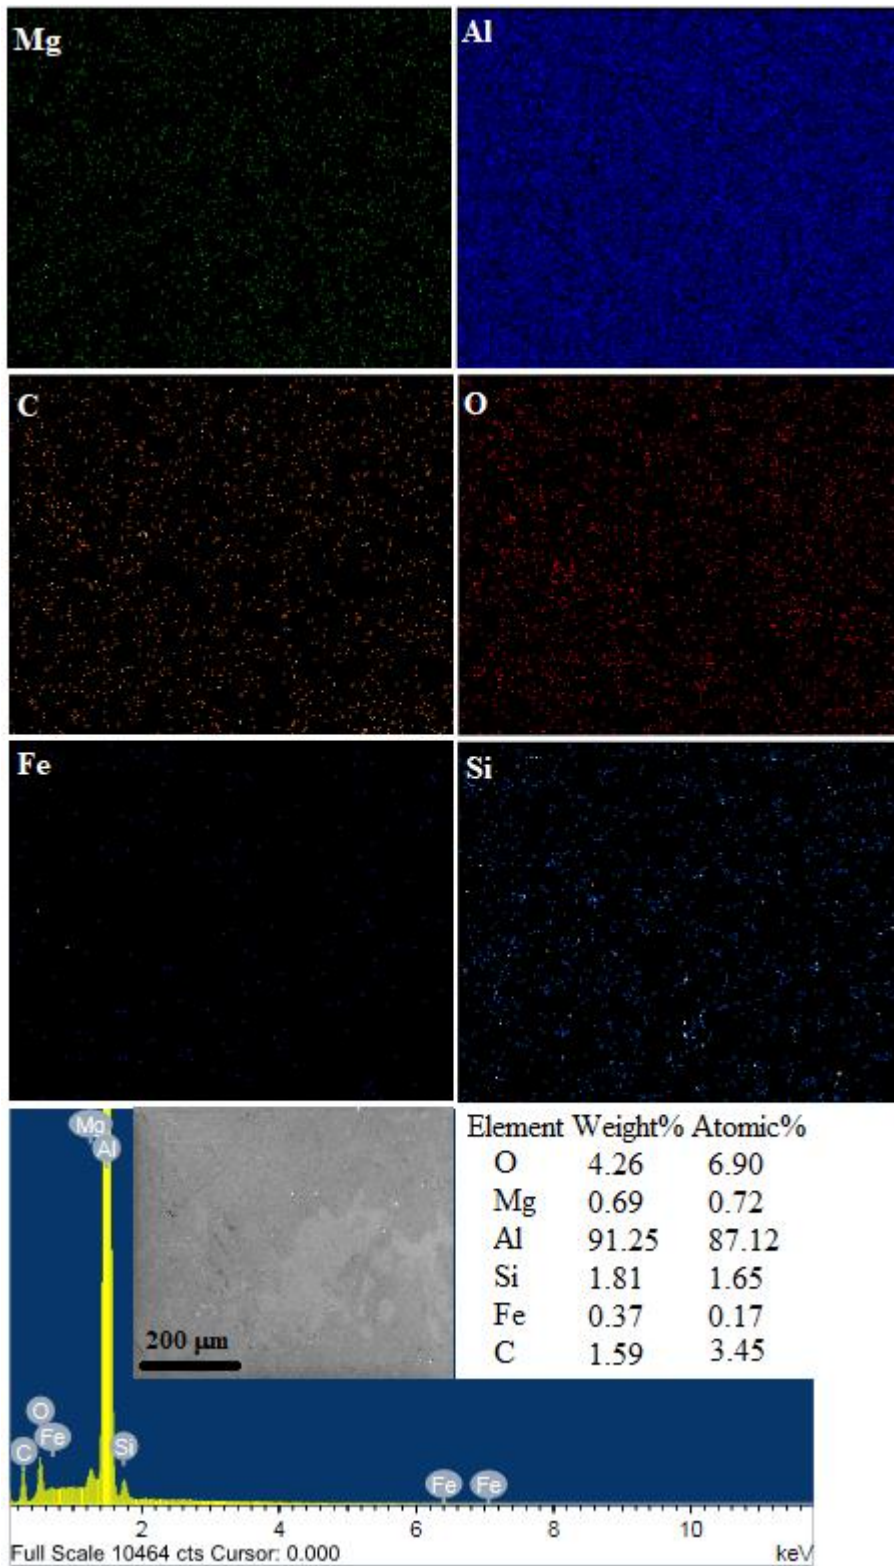 Mg
Al
C
O
Fe
Si
Mg
Al
200 µm
O
Fe
C
Si
Fe
Fe
2
4
6
8
10
Full Scale 10464 cts Cursor: 0.000
keV
Element Weight% Atomic%
O 4.26 6.90
Mg 0.69 0.72
Al 91.25 87.12
Si 1.81 1.65
Fe 0.37 0.17
C 1.59 3.45